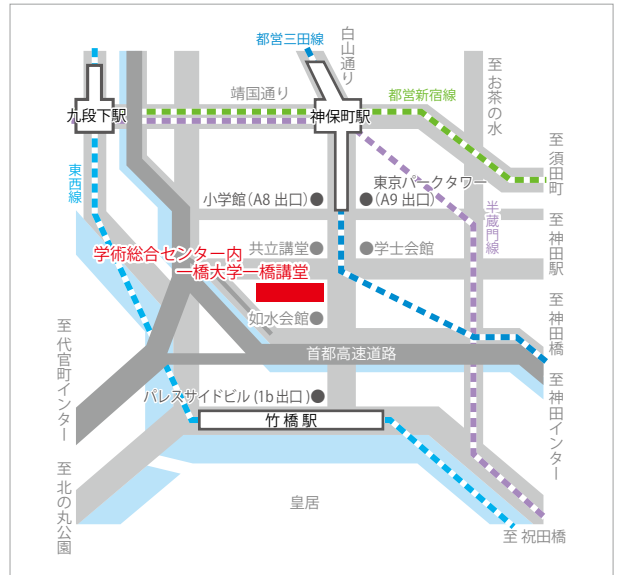 都営三田線
白山通り
靖国通り
都営新宿線
至 お茶の水
九段下駅
神保町駅
至 須田町
東西線
小学館（A8 出口）
東京パークタワー
（A9 出口）
半蔵門線
至 神田駅
学術総合センター内
一橋大学一橋講堂
共立講堂
学士会館
如水会館
至 神田橋
至 代官町インター
首都高速道路
至 神田インター
パレスサイドビル (1b 出口 )
竹橋駅
至 北の丸公園
皇居
至 祝田橋